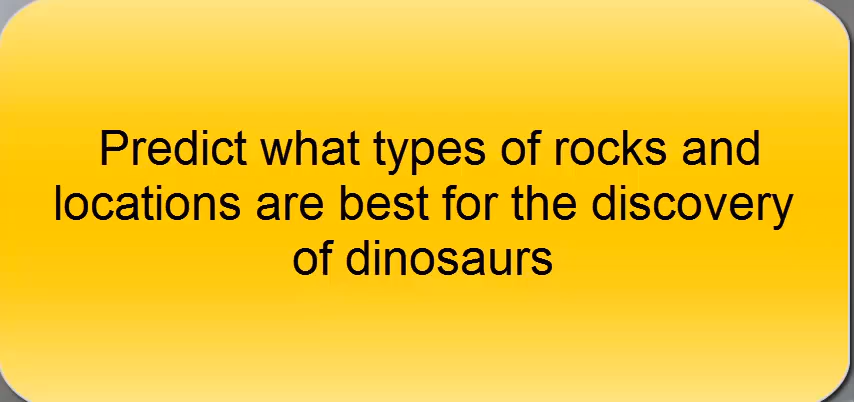 Predict what types of rocks and
locations are best for the discovery
of dinosaurs